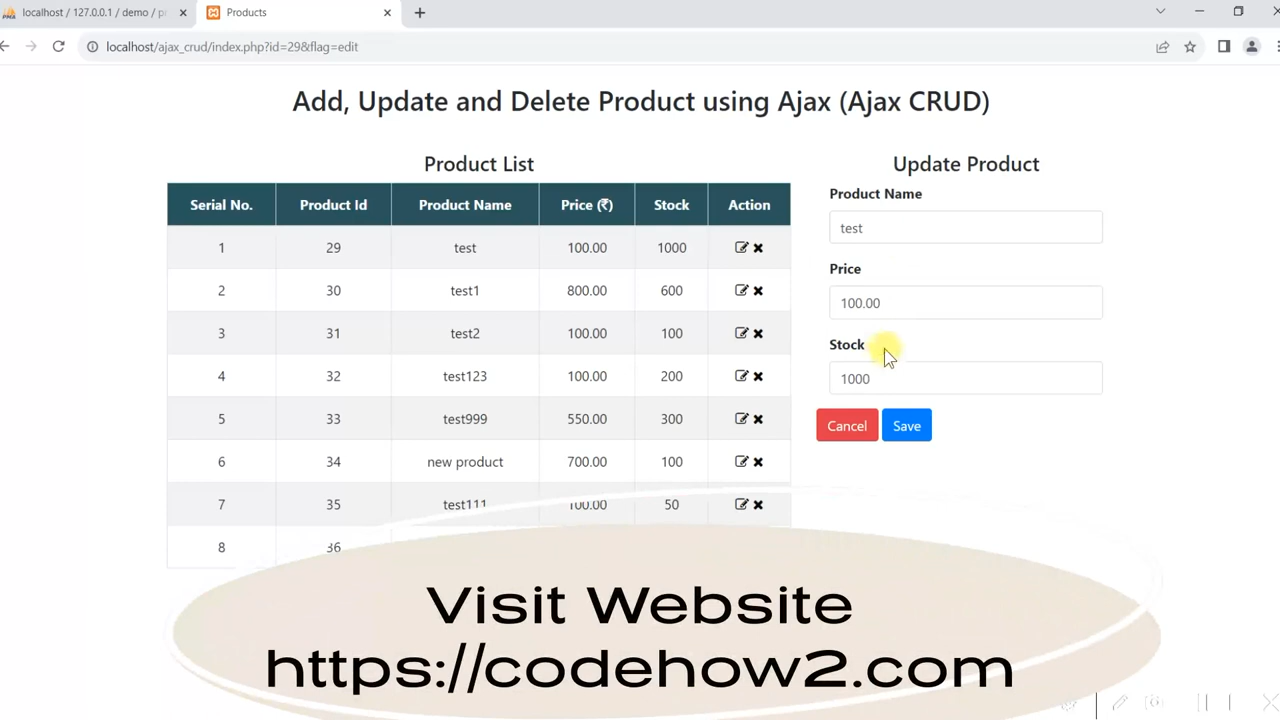 localhost / 127.0.0.1 / demo / p
Products
localhost/ajax_crud/index.php?id=29&flag=edit
Add, Update and Delete Product using Ajax (Ajax CRUD)
Product List
Serial No. Product Id Product Name Price (₹) Stock Action
1 29 test 100.00 1000
2 30 test1 800.00 600
3 31 test2 100.00 100
4 32 test123 100.00 200
5 33 test999 550.00 300
6 34 new product 700.00 100
7 35 test111 100.00 50
8 36
Update Product
Product Name
test
Price
100.00
Stock
1000
Cancel Save
Visit Website
https://codehow2.com